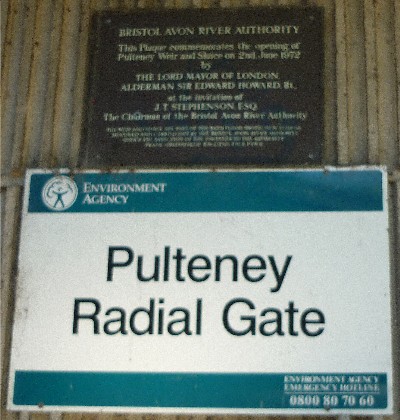 BRISTOL AVON RIVER AUTHORITY
This Plaque commemorates the opening of
Pulteney Weir and Sluice on 2nd June 1972
by
THE LORD MAYOR OF LONDON
ALDERMAN SIR EDWARD HOWARD, Bt.,
at the invitation of
J.T. STEPHENSON, ESQ.
The Chairman of the Bristol Avon River Authority
ENVIRONMENT
AGENCY
Pulteney
Radial Gate
ENVIRONMENT AGENCY
EMERGENCY HOTLINE
0800 80 70 60